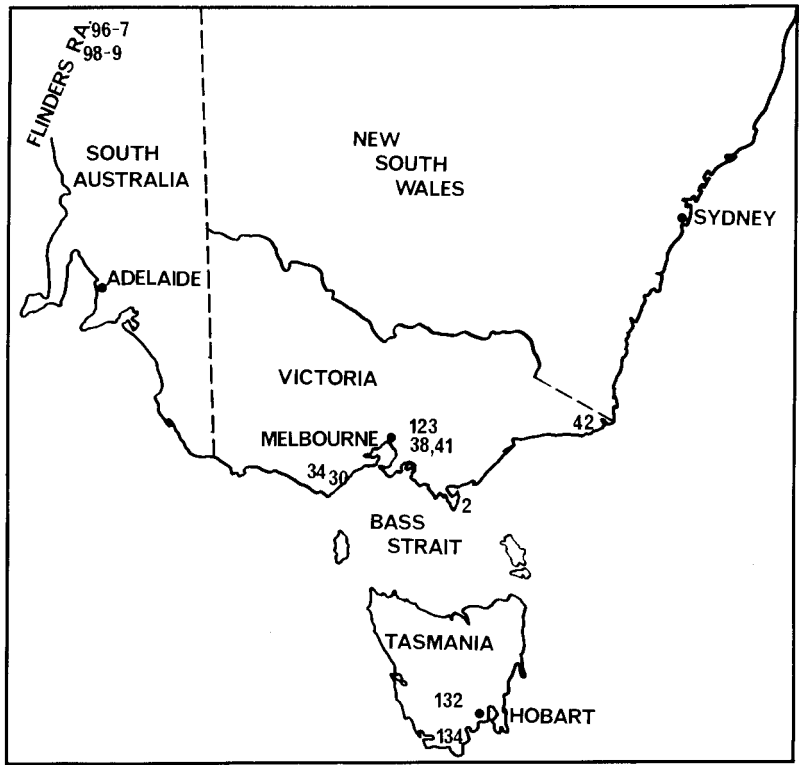 FLINDERS RA.
96-7
98-9
SOUTH
AUSTRALIA
NEW
SOUTH
WALES
SYDNEY
ADELAIDE
VICTORIA
MELBOURNE
123
38,41
42
34 30
2
BASS
STRAIT
TASMANIA
132
HOBART
134